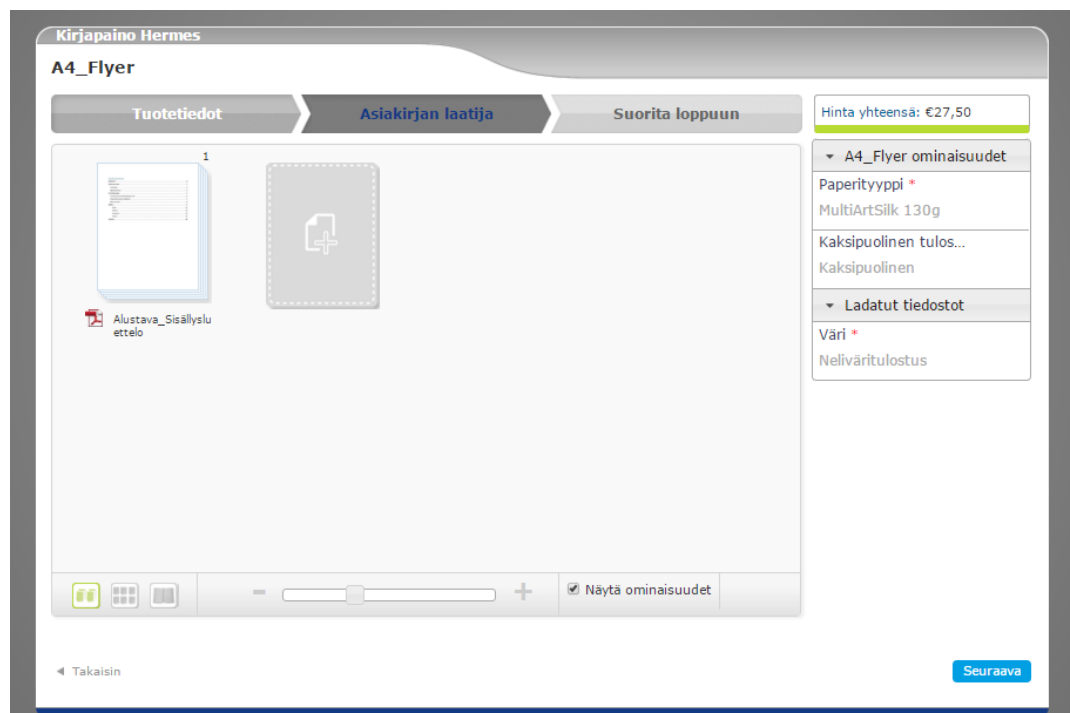 Kirjapaino Hermes
A4_Flyer
Tuotetiedot
Asiakirjan laatija
Suorita loppuun
Hinta yhteensä: €27,50
1
Alustava_Sisällyslu
ettelo
A4_Flyer ominaisuudet
Paperityyppi *
MultiArtSilk 130g
Kaksipuolinen tulos...
Kaksipuolinen
Ladatut tiedostot
Väri *
Neliväritulostus
Näytä ominaisuudet
Takaisin
Seuraava